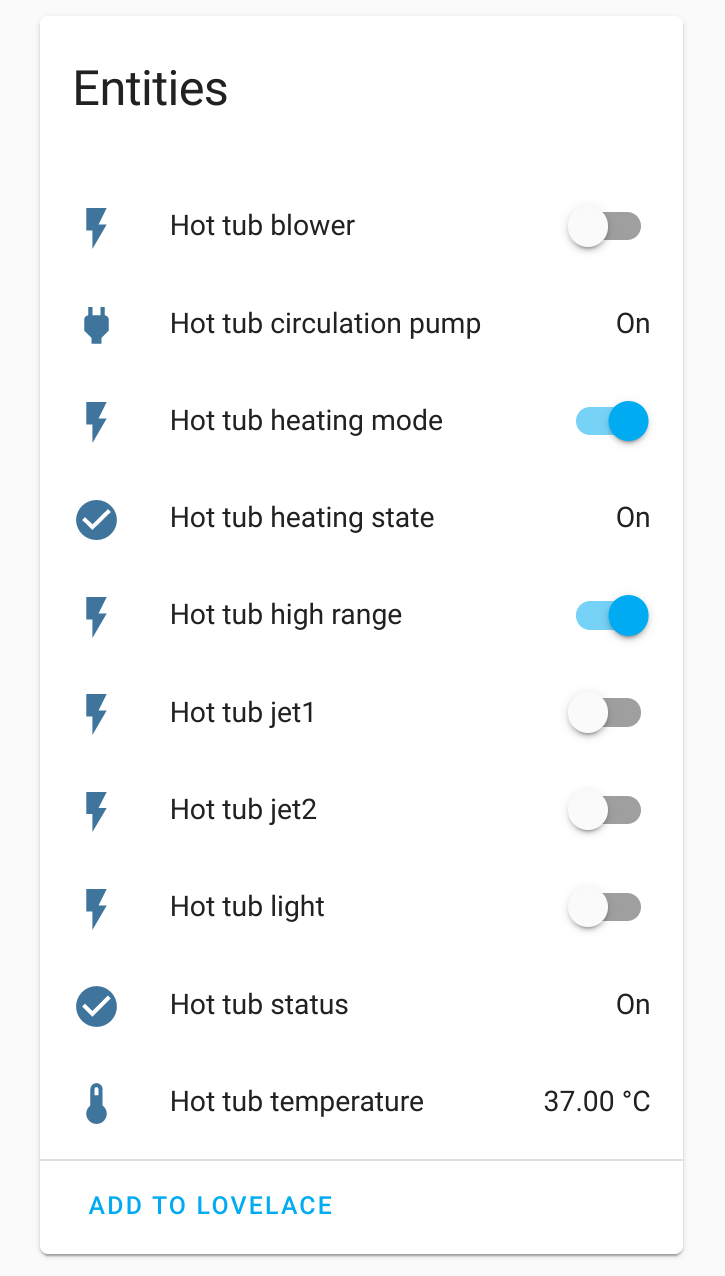 Entities
Hot tub blower
Hot tub circulation pump On
Hot tub heating mode
Hot tub heating state On
Hot tub high range
Hot tub jet1
Hot tub jet2
Hot tub light
Hot tub status On
Hot tub temperature 37.00 °C
ADD TO LOVELACE